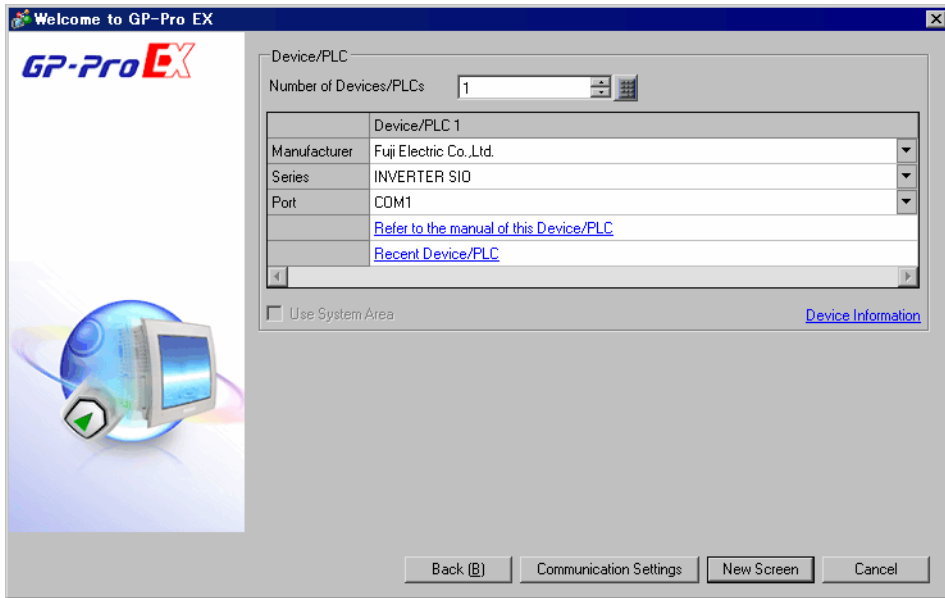 Welcome to GP-Pro EX
GP-Pro EX
Device/PLC
Number of Devices/PLCs 1
Device/PLC 1
Manufacturer Fuji Electric Co.,Ltd.
Series INVERTER SIO
Port COM1
Refer to the manual of this Device/PLC
Recent Device/PLC
Use System Area Device Information
Back (B) Communication Settings New Screen Cancel